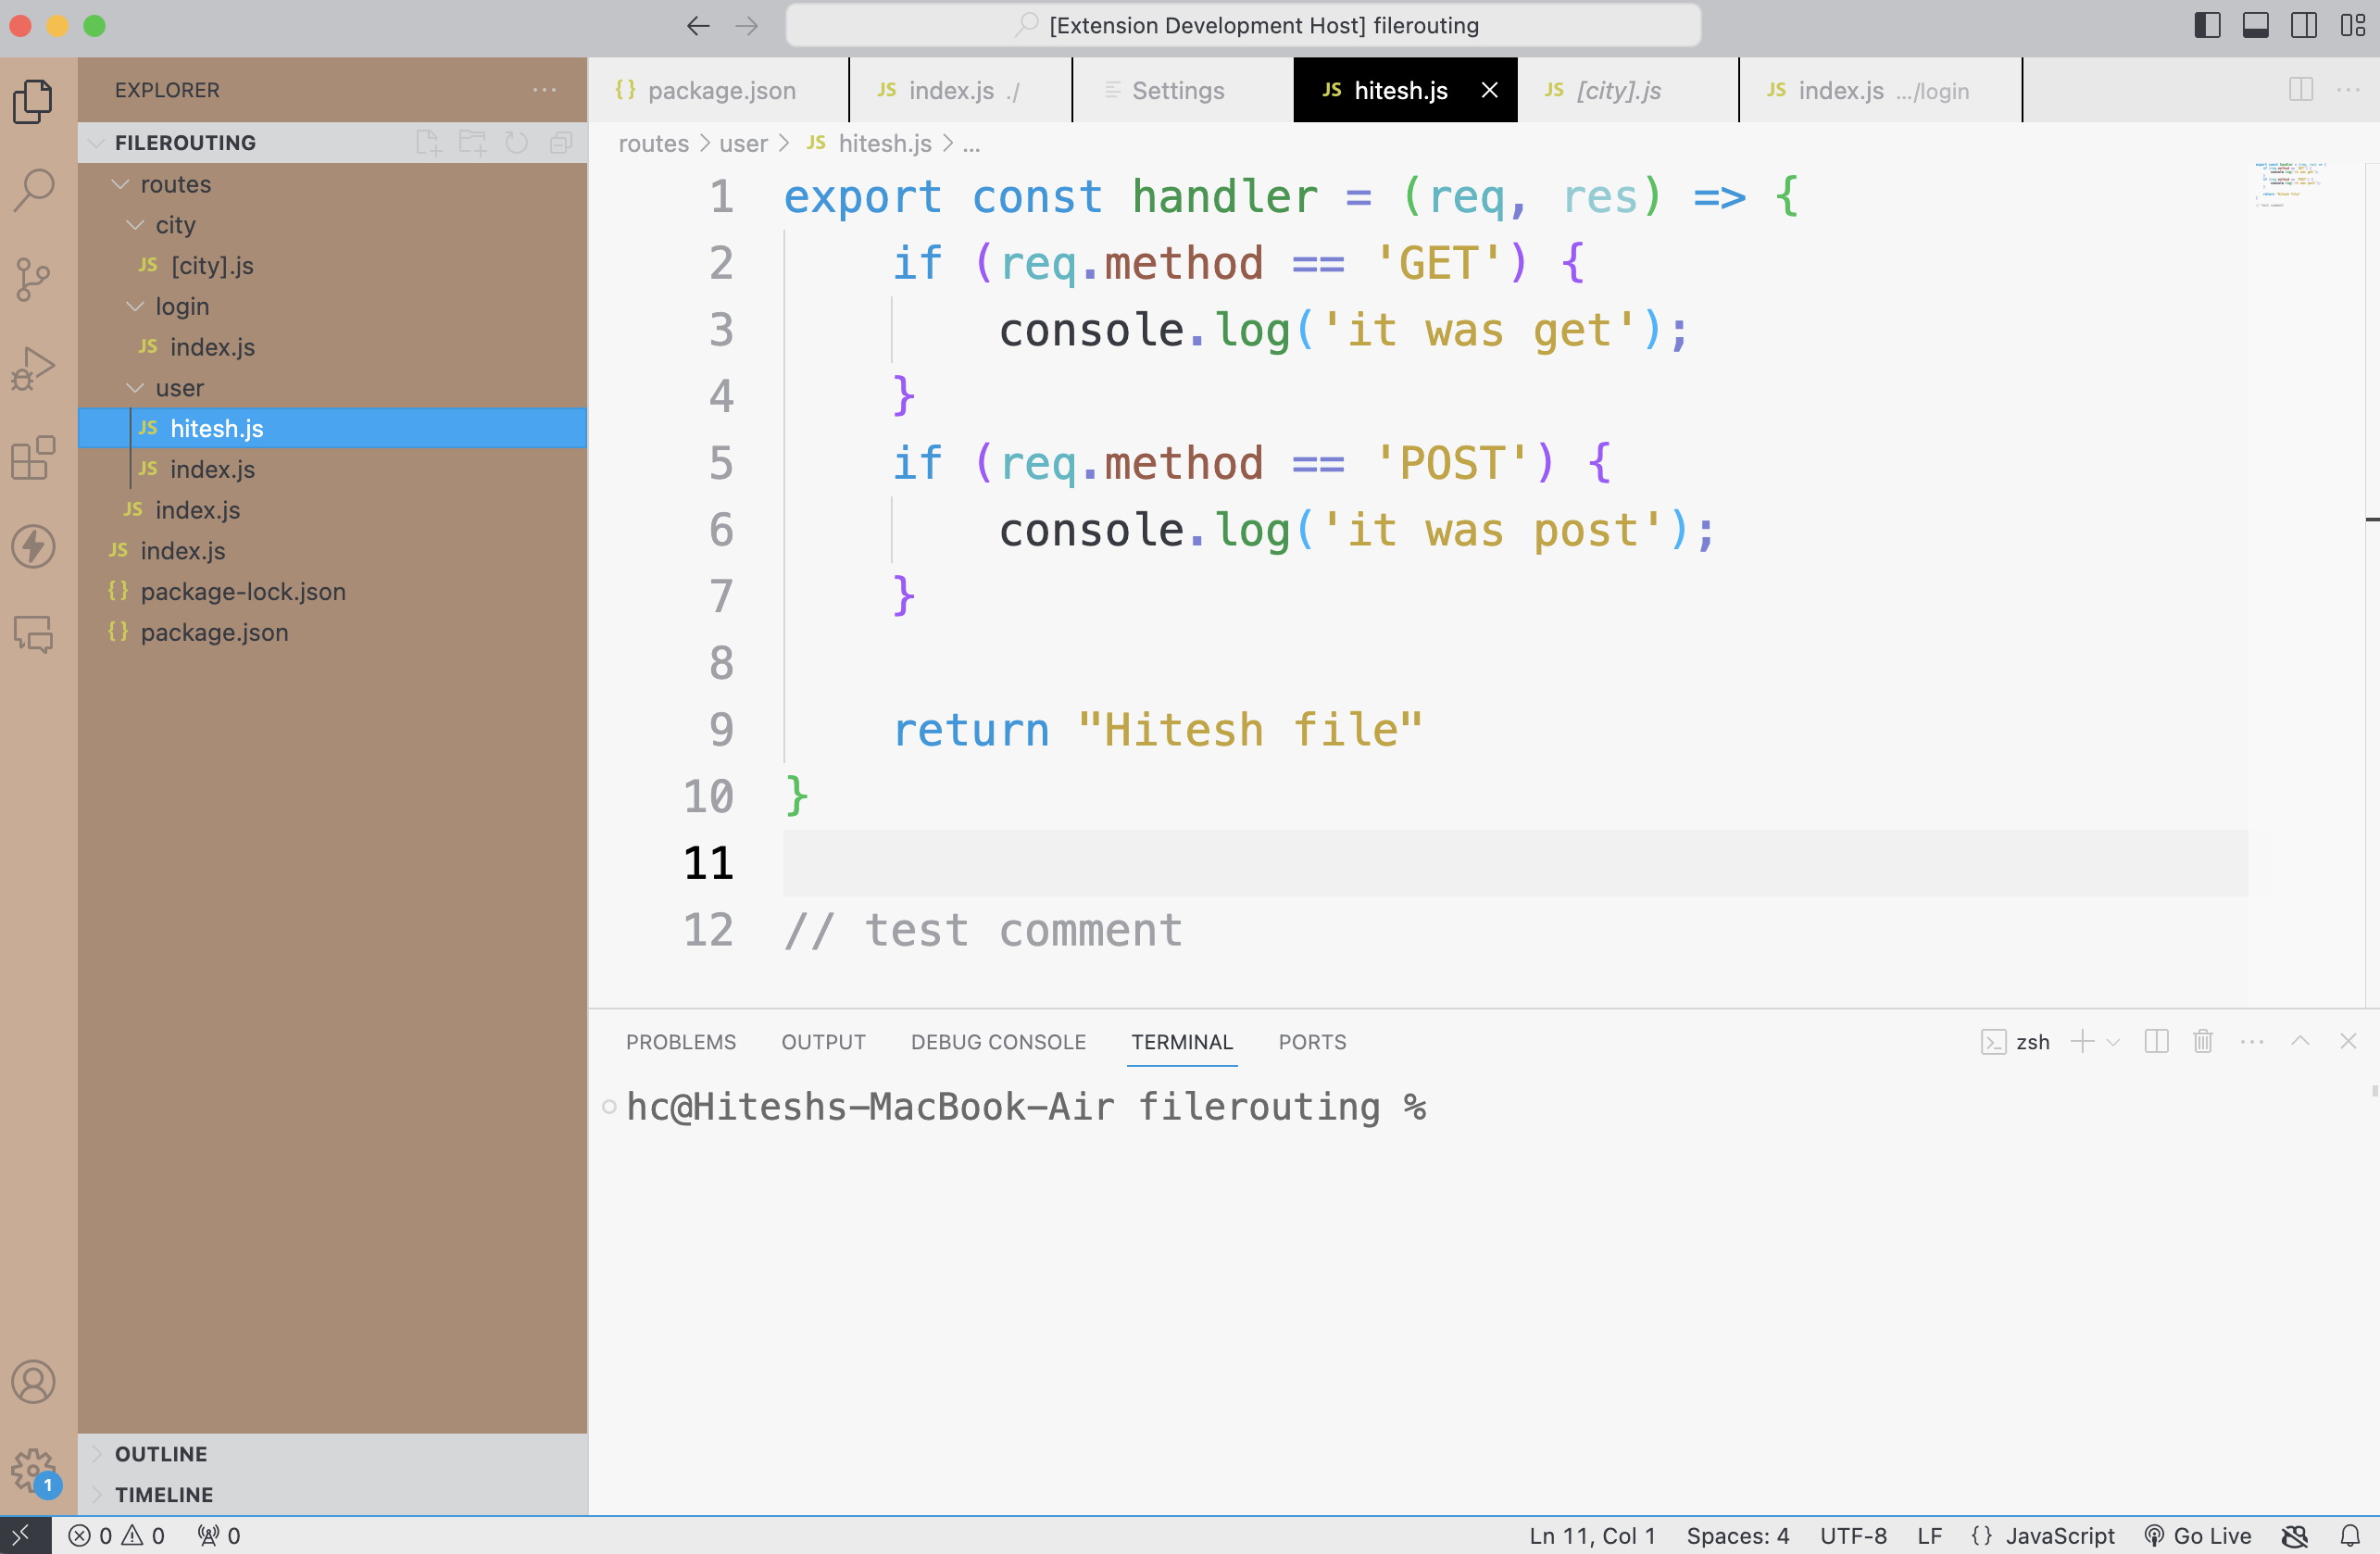 [Extension Development Host] filerouting
EXPLORER
FILEROUTING
routes
city
JS [city].js
login
JS index.js
user
JS hitesh.js
JS index.js
JS index.js
JS index.js
{} package-lock.json
{} package.json
OUTLINE
TIMELINE
1
{} package.json
JS index.js ./
Settings
JS hitesh.js
JS [city].js
JS index.js .../login
routes > user > JS hitesh.js > ...
1 export const handler = (req, res) => {
2 if (req.method == 'GET') {
3 console.log('it was get');
4 }
5 if (req.method == 'POST') {
6 console.log('it was post');
7 }
8
9 return "Hitesh file"
10 }
11
12 // test comment
PROBLEMS OUTPUT DEBUG CONSOLE TERMINAL PORTS
zsh
hc@Hiteshs-MacBook-Air filerouting %
0 0 0
Ln 11, Col 1 Spaces: 4 UTF-8 LF {} JavaScript Go Live